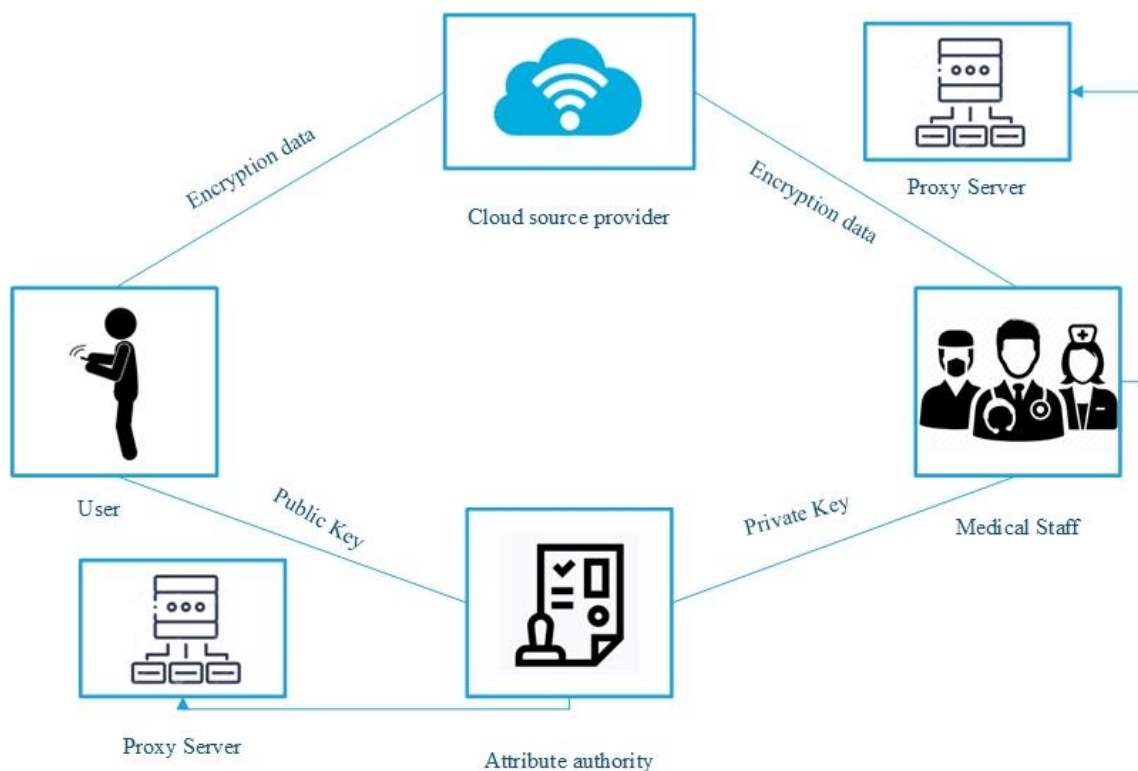 Encryption data
Encryption data
Proxy Server
Cloud source provider
User
Public Key
Private Key
Medical Staff
Proxy Server
Attribute authority